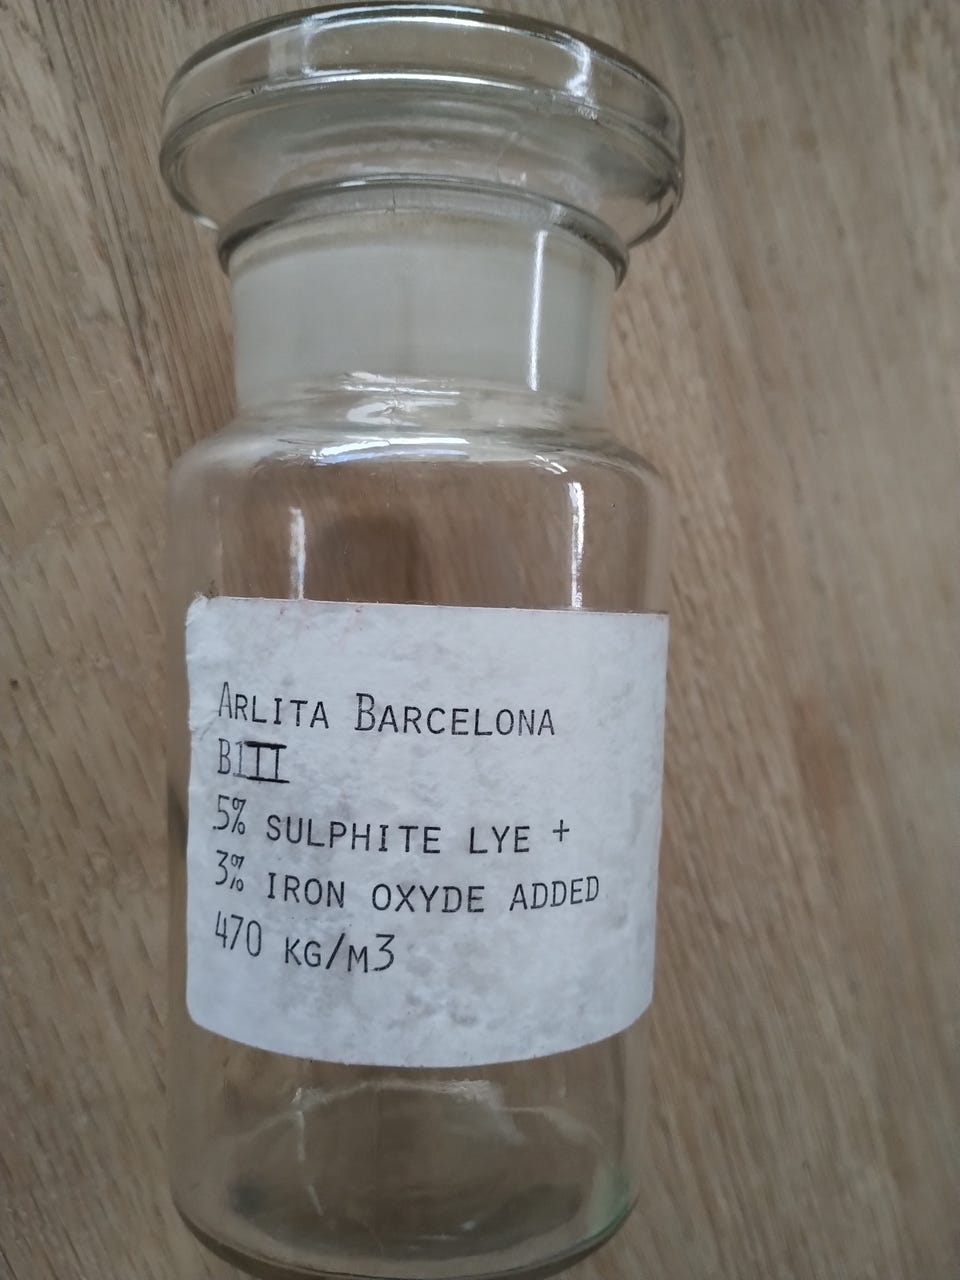 Arlita Barcelona
BIII
5% sulphite lye +
3% iron oxyde added
470 kg/m3